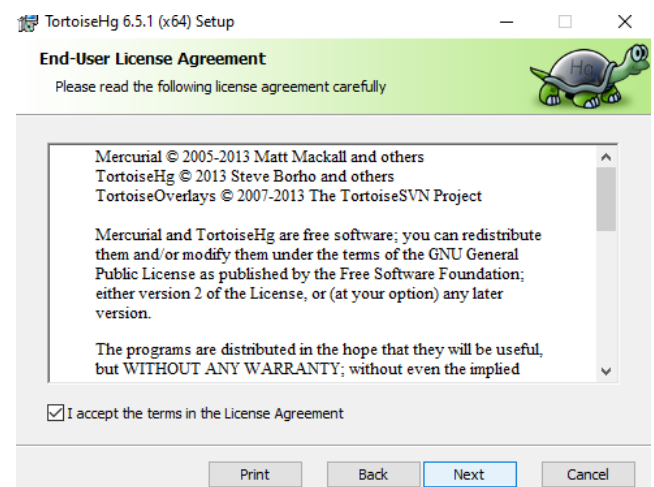 TortoiseHg 6.5.1 (x64) Setup
End-User License Agreement
Please read the following license agreement carefully
Hg
Mercurial © 2005-2013 Matt Mackall and others
TortoiseHg © 2013 Steve Borho and others
TortoiseOverlays © 2007-2013 The TortoiseSVN Project
Mercurial and TortoiseHg are free software; you can redistribute
them and/or modify them under the terms of the GNU General
Public License as published by the Free Software Foundation;
either version 2 of the License, or (at your option) any later
version.
The programs are distributed in the hope that they will be useful,
but WITHOUT ANY WARRANTY; without even the implied
I accept the terms in the License Agreement
Print Back Next Cancel